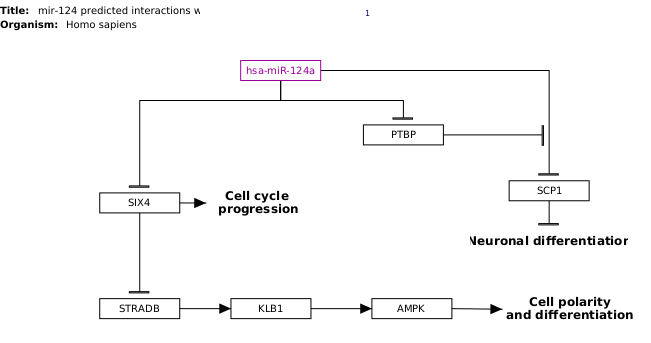 Title: mir-124 predicted interactions
Organism: Homo sapiens
1
hsa-miR-124a
PTBP
SCP1
SIX4
Cell cycle
progression
Neuronal differentiation
STRADB
KLB1
AMPK
Cell polarity
and differentiation